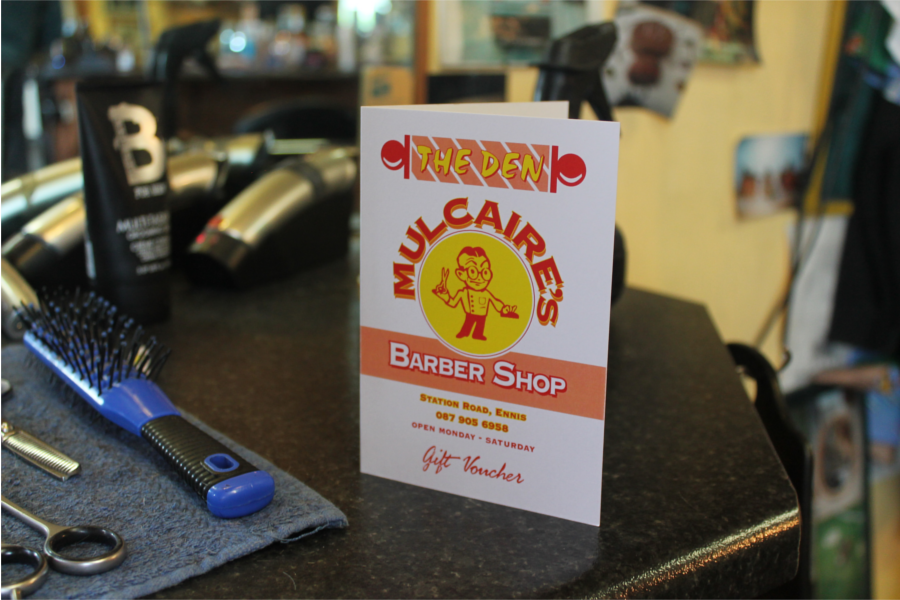 THE DEN
MULCAIRE'S
BARBER SHOP
STATION ROAD, ENNIS
087 905 6958
OPEN MONDAY - SATURDAY
Gift Voucher
B